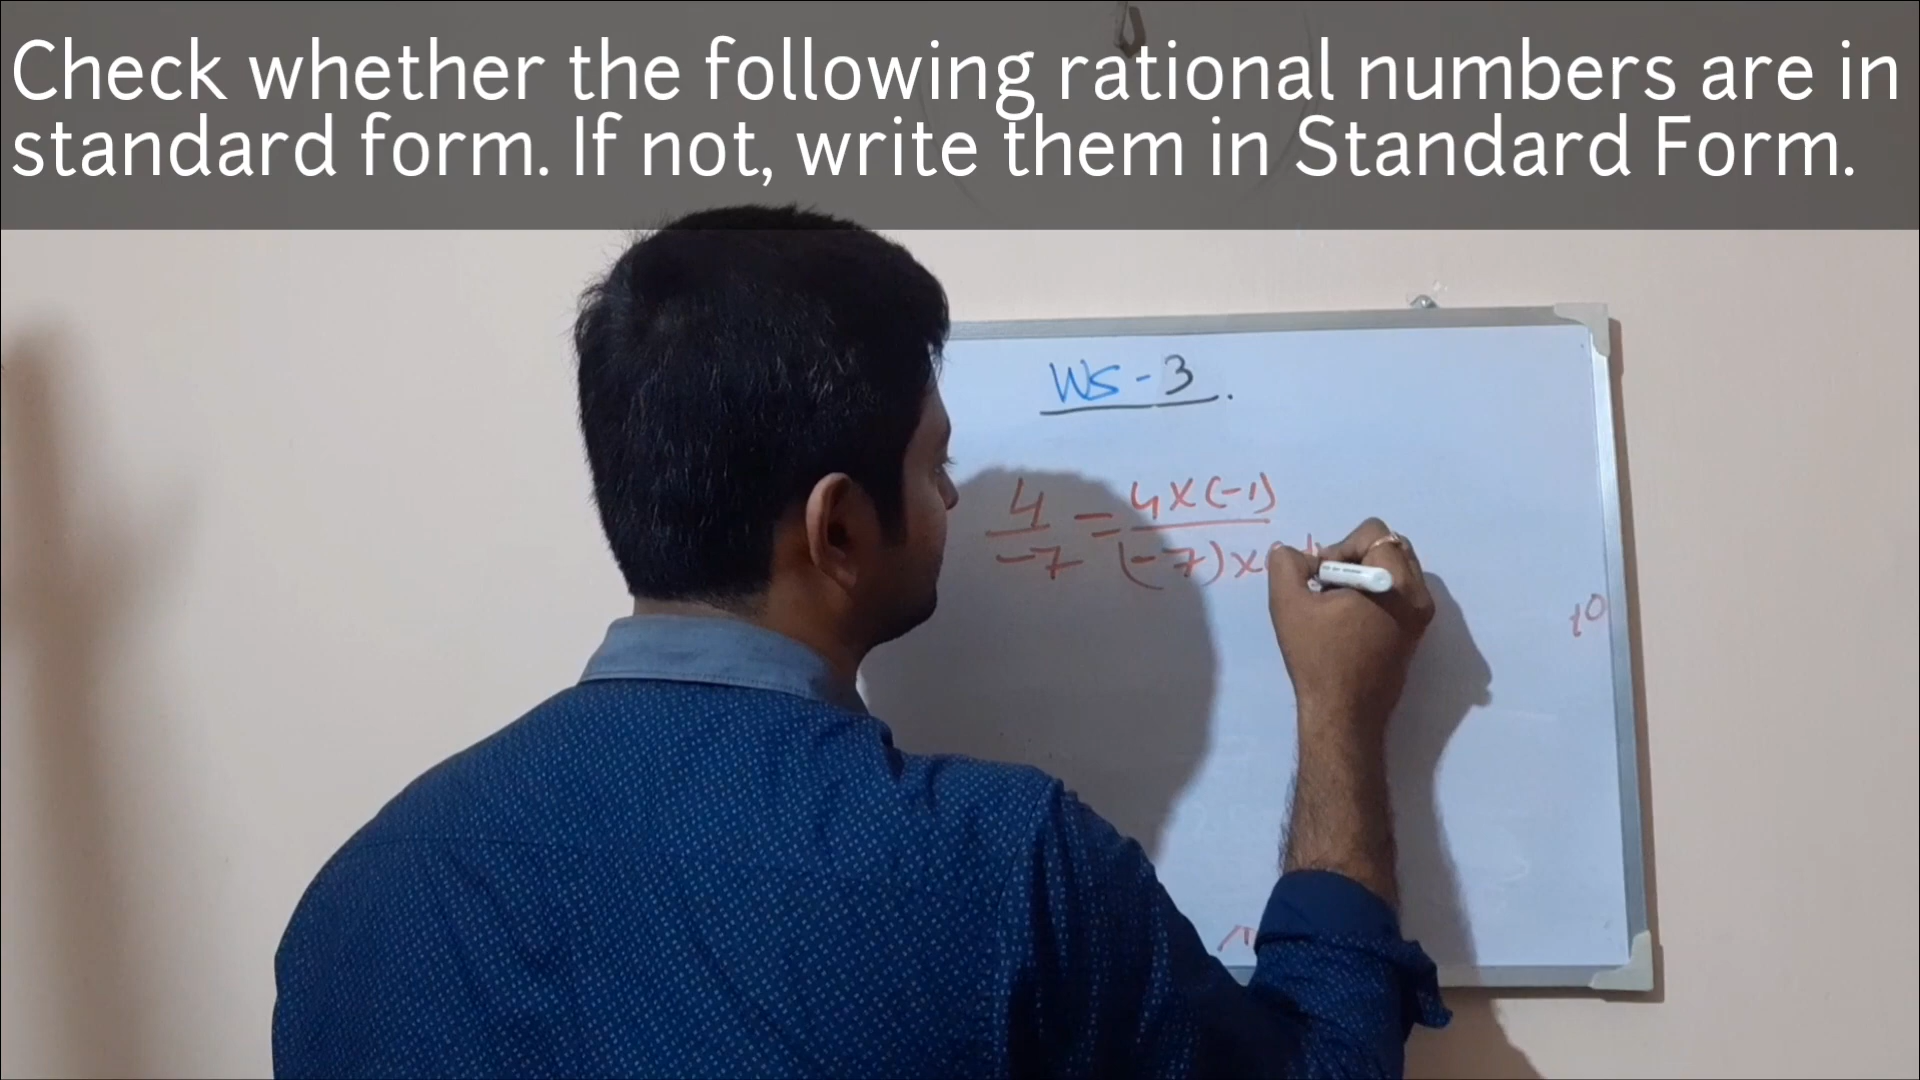 Check whether the following rational numbers are in
standard form. If not, write them in Standard Form.
WS - 3.
4/-7 = 4×(-1)/(-7)×
10